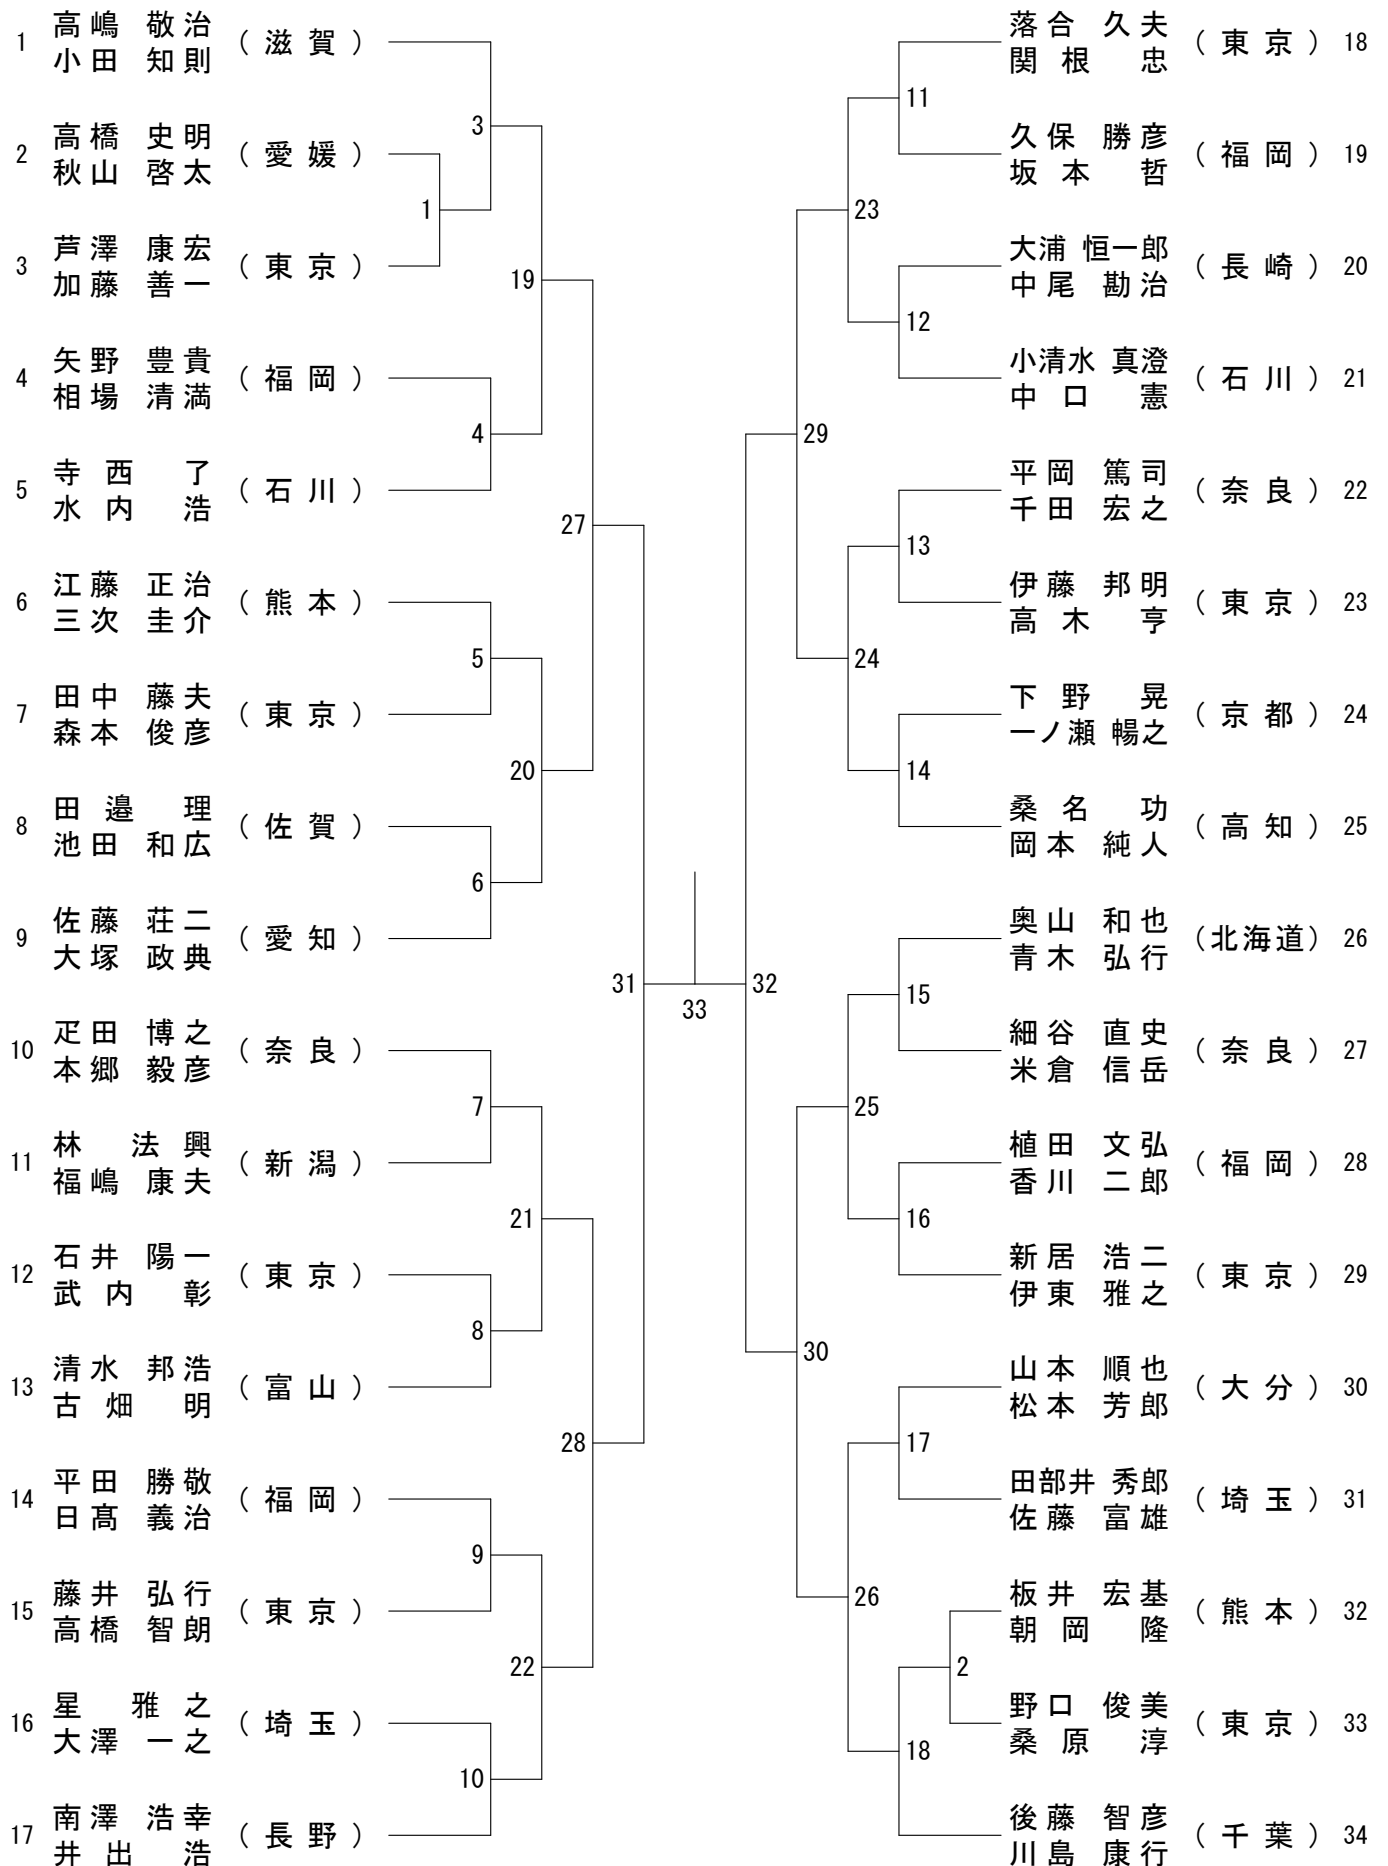 1 高嶋 敬治 (滋賀)
小田 知則
3
2 高橋 史明 (愛媛)
秋山 啓太
1
3 芦澤 康宏 (東京)
加藤 善一
19
4 矢野 豊貴 (福岡)
相場 清満
4
5 寺西 了 (石川)
水内 浩
27
6 江藤 正治 (熊本)
三次 圭介
5
7 田中 藤夫 (東京)
森本 俊彦
20
8 田邉 理 (佐賀)
池田 和広
6
9 佐藤 荘二 (愛知)
大塚 政典
31
33
10 疋田 博之 (奈良)
本郷 毅彦
7
11 林 法興 (新潟)
福嶋 康夫
21
12 石井 陽一 (東京)
武内 彰
8
13 清水 邦浩 (富山)
古畑 明
28
14 平田 勝敬 (福岡)
日髙 義治
9
15 藤井 弘行 (東京)
高橋 智朗
22
16 星 雅之 (埼玉)
大澤 一之
10
17 南澤 浩幸 (長野)
井出 浩
落合 久夫 (東京) 18
関根 忠
11
久保 勝彦 (福岡) 19
坂本 哲
23
大浦 恒一郎 (長崎) 20
中尾 勘治
12
小清水 真澄 (石川) 21
中口 憲
29
平岡 篤司 (奈良) 22
千田 宏之
13
伊藤 邦明 (東京) 23
高木 亨
24
下野 晃 (京都) 24
一ノ瀬 暢之
14
桑名 功 (高知) 25
岡本 純人
奥山 和也 (北海道) 26
青木 弘行
32
15
細谷 直史 (奈良) 27
米倉 信岳
25
植田 文弘 (福岡) 28
香川 二郎
16
新居 浩二 (東京) 29
伊東 雅之
30
山本 順也 (大分) 30
松本 芳郎
17
田部井 秀郎 (埼玉) 31
佐藤 富雄
26
板井 宏基 (熊本) 32
朝岡 隆
2
野口 俊美 (東京) 33
桑原 淳
18
後藤 智彦 (千葉) 34
川島 康行